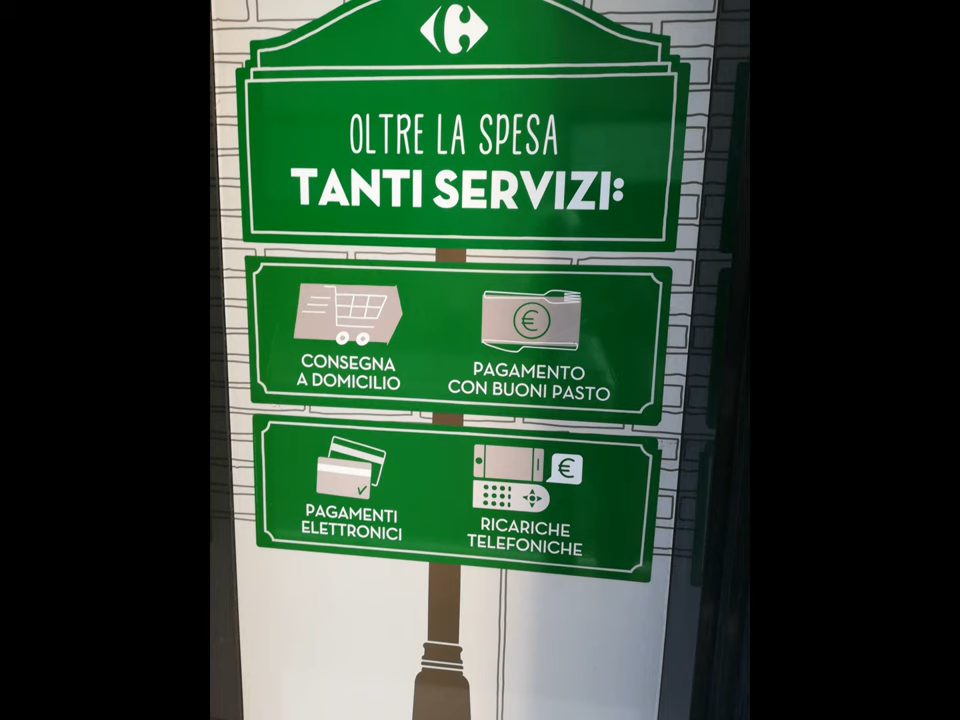 OLTRE LA SPESA
TANTI SERVIZI:
CONSEGNA
A DOMICILIO
PAGAMENTO
CON BUONI PASTO
€
PAGAMENTI
ELETTRONICI
RICARICHE
TELEFONICHE
€